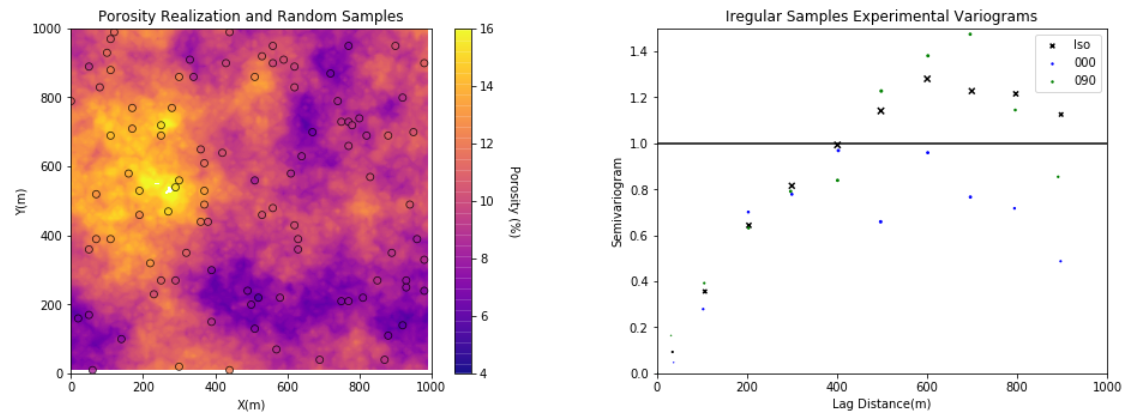 Porosity Realization and Random Samples
1000
800
600
400
200
0
Y(m)
0 200 400 600 800 1000
X(m)
16
14
12
10
8
6
4
Porosity (%)
Iregular Samples Experimental Variograms
1.4
1.2
1.0
0.8
0.6
0.4
0.2
0.0
Semivariogram
0 200 400 600 800 1000
Lag Distance(m)
Iso
000
090